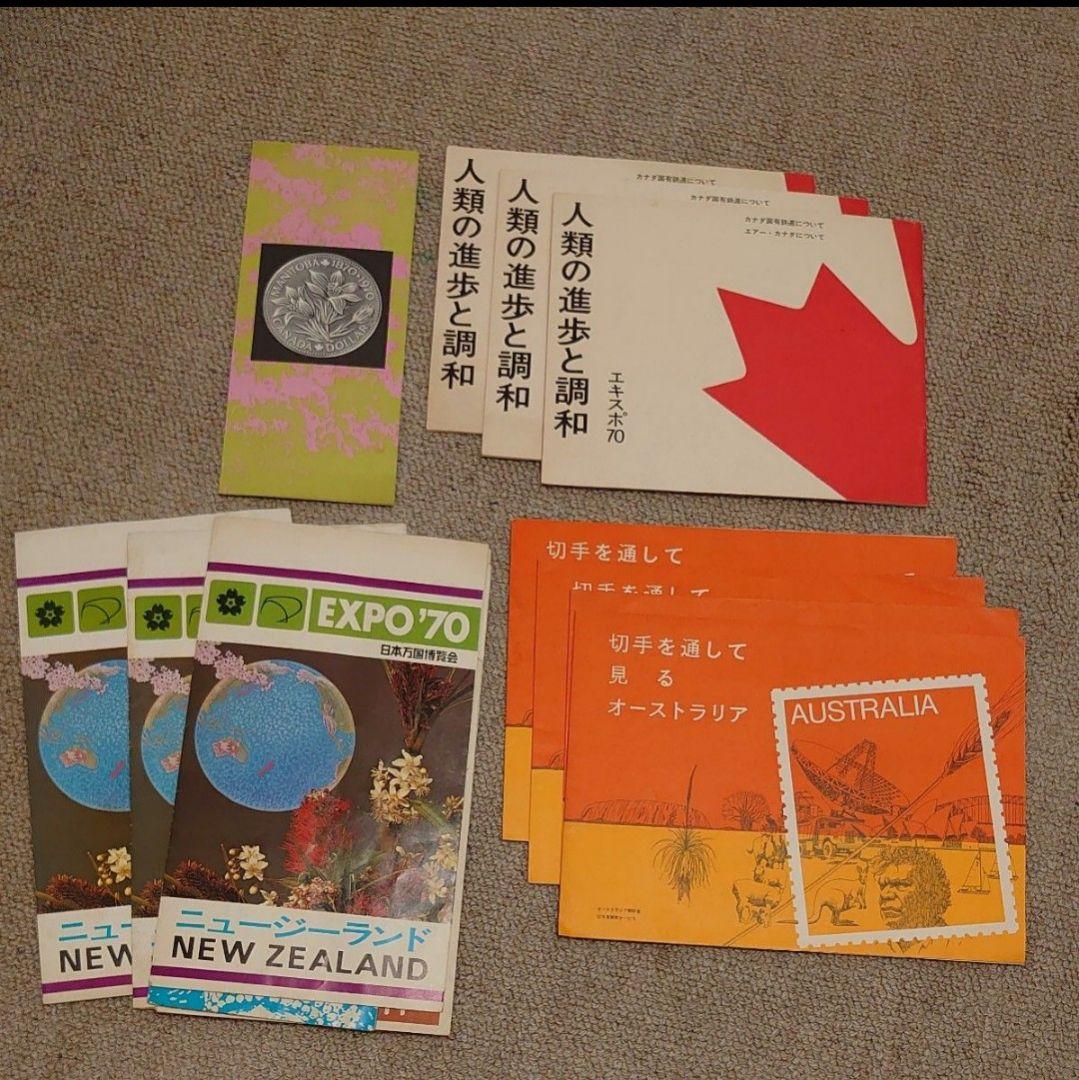 MANITOBA 1870·1970
CANADA DOLLAR
人類の進歩と調和
カナダ国有鉄道について
人類の進歩と調和
カナダ国有鉄道について
人類の進歩と調和
エキスポ70
カナダ国有鉄道について
エアー・カナダについて
EXPO'70
日本万国博覧会
ニュージーランド
NEW ZEALAND
ニュー
NEW
NEW
切手を通して
切手を通して
切手を通して
見る
オーストラリア
AUSTRALIA